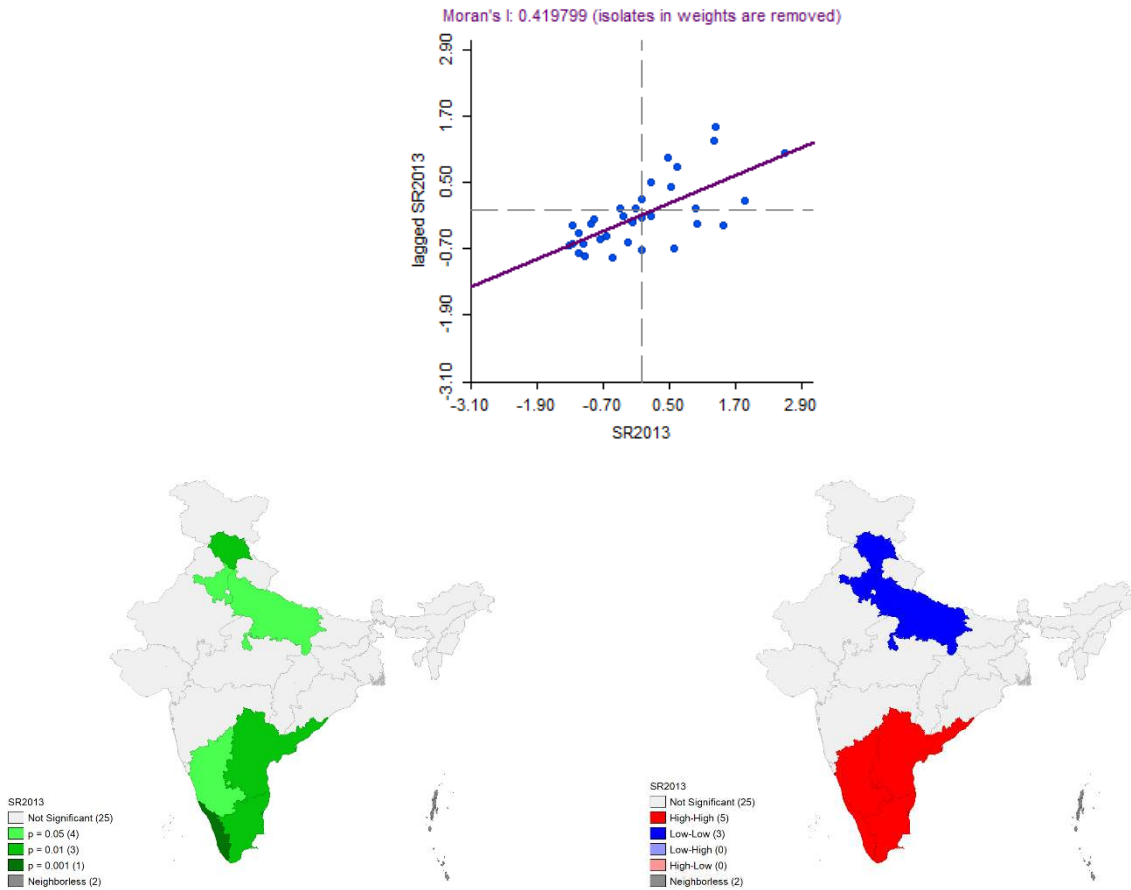 Moran's I: 0.419799 (isolates in weights are removed)
2.90
1.70
0.50
-0.70
-1.90
-3.10
lagged SR2013
-3.10 -1.90 -0.70 0.50 1.70 2.90
SR2013
SR2013
Not Significant (25)
p = 0.05 (4)
p = 0.01 (3)
p = 0.001 (1)
Neighborless (2)
SR2013
Not Significant (25)
High-High (5)
Low-Low (3)
Low-High (0)
High-Low (0)
Neighborless (2)